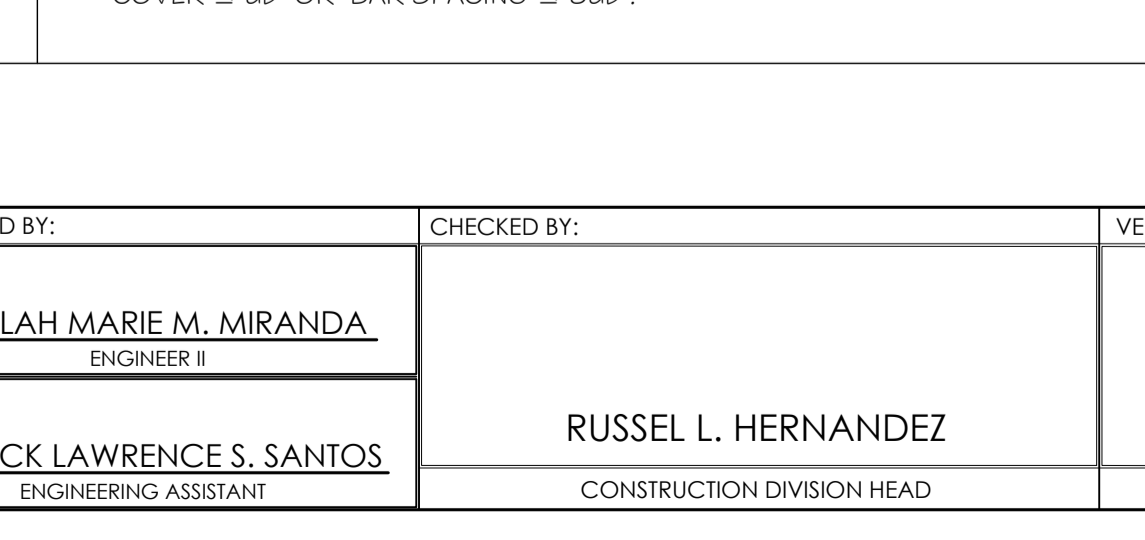 D BY:
LAH MARIE M. MIRANDA
ENGINEER II
CK LAWRENCE S. SANTOS
ENGINEERING ASSISTANT
CHECKED BY:
RUSSEL L. HERNANDEZ
CONSTRUCTION DIVISION HEAD
VE